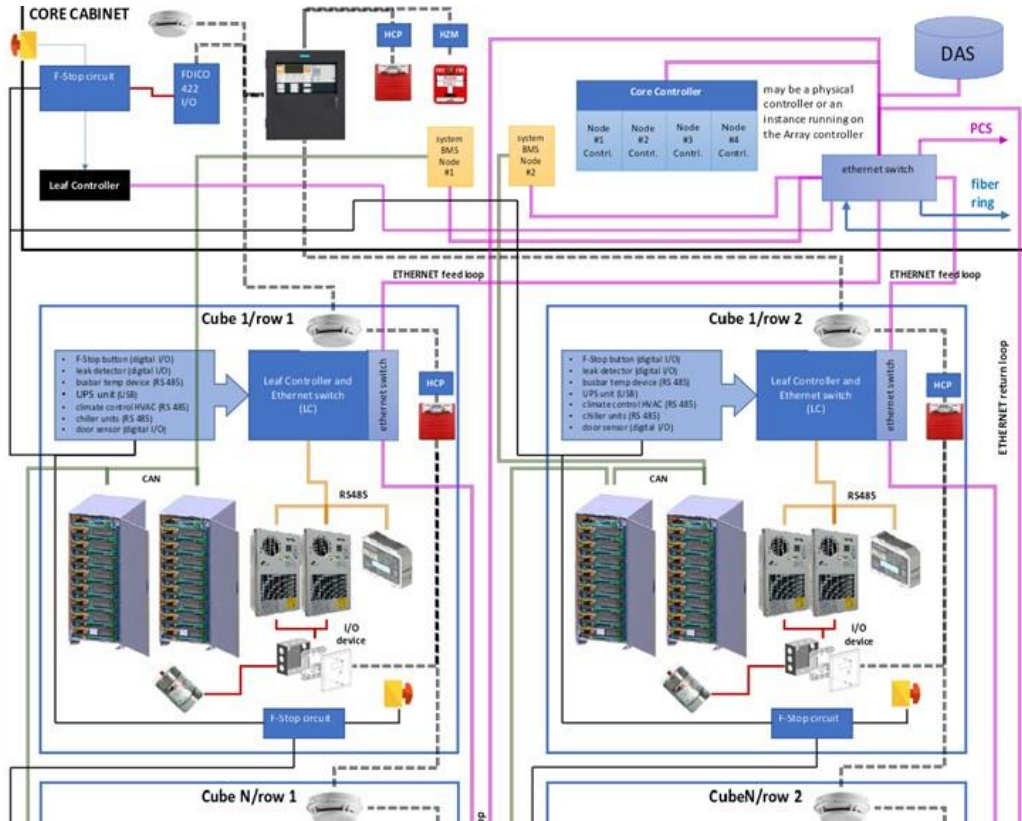 CORE CABINET
F-Stop circuit
FDICO
422
I/O
HCP
HZM
Leaf Controller
system
BMS
Node
#1
system
BMS
Node
#2
Core Controller
Node
#1
Contrl.
Node
#2
Contrl.
Node
#3
Contrl.
Node
#4
Contrl.
may be a physical
controller or an
instance running on
the Array controller
DAS
PCS
ethernet switch
fiber
ring
ETHERNET feed loop
ETHERNET feed loop
Cube 1/row 1
• F-Stop button (digital I/O)
• leak detector (digital I/O)
• busbar temp device (RS 485)
• UPS unit (USB)
• climate control HVAC (RS 485)
• chiller units (RS 485)
• door sensor (digital I/O)
Leaf Controller and
Ethernet switch
(LC)
ethernet switch
HCP
CAN
RS485
I/O
device
F-Stop circuit
Cube 1/row 2
• F-Stop button (digital I/O)
• leak detector (digital I/O)
• busbar temp device (RS 485)
• UPS unit (USB)
• climate control HVAC (RS 485)
• chiller units (RS 485)
• door sensor (digital I/O)
Leaf Controller and
Ethernet switch
(LC)
ethernet switch
HCP
ETHERNET return loop
CAN
RS485
I/O
device
F-Stop circuit
Cube N/row 1
CubeN/row 2